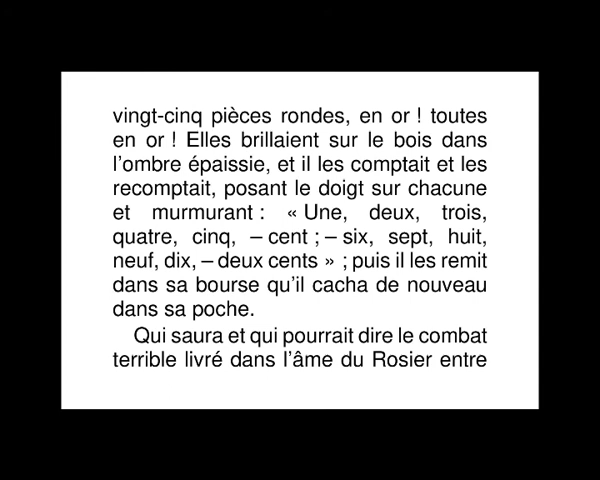 vingt-cinq pièces rondes, en or ! toutes
en or ! Elles brillaient sur le bois dans
l’ombre épaissie, et il les comptait et les
recomptait, posant le doigt sur chacune
et murmurant : « Une, deux, trois,
quatre, cinq, – cent ; – six, sept, huit,
neuf, dix, – deux cents » ; puis il les remit
dans sa bourse qu’il cacha de nouveau
dans sa poche.
Qui saura et qui pourrait dire le combat
terrible livré dans l’âme du Rosier entre